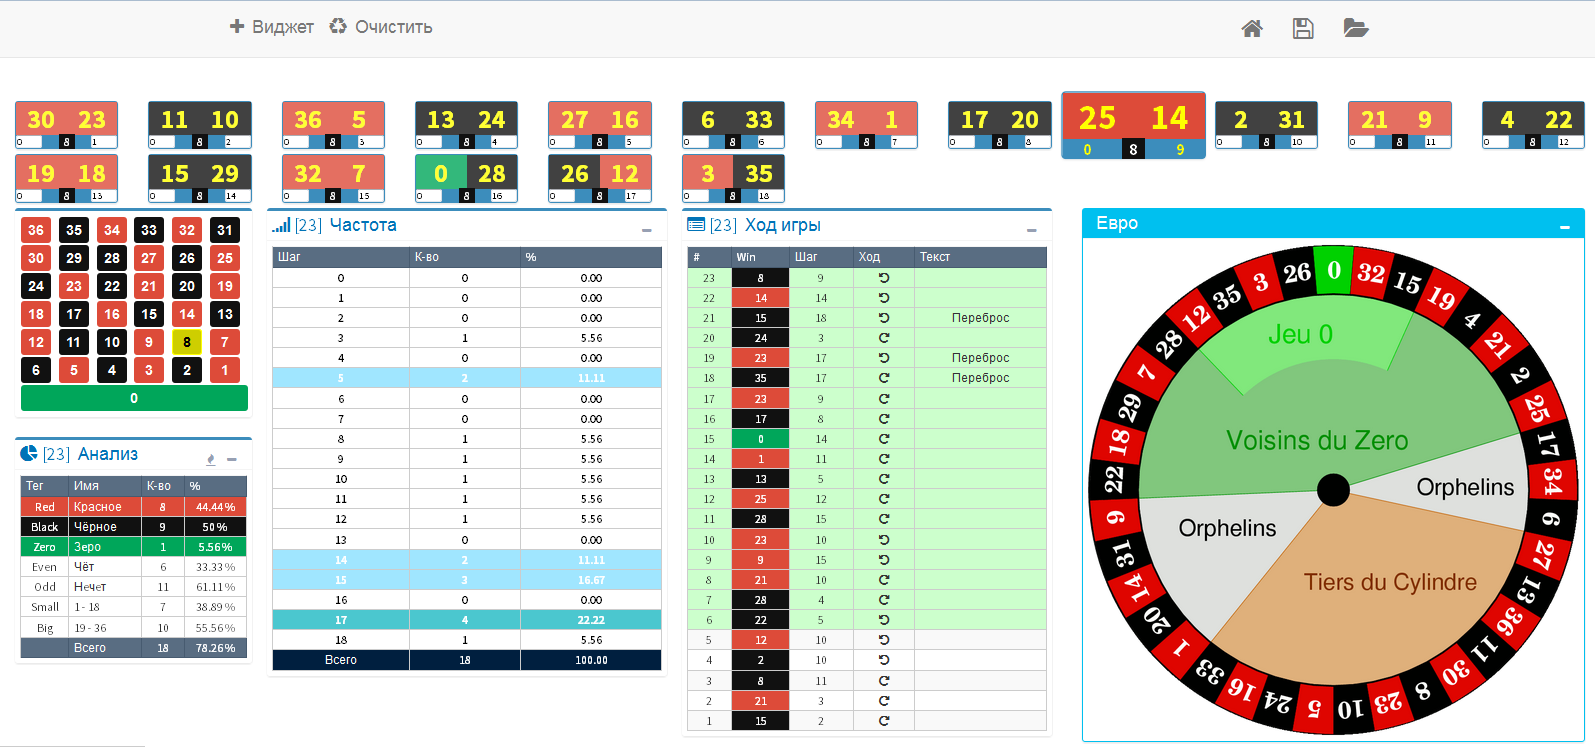 Виджет Очистить
30 23 11 10 36 5 13 24 27 16 6 33 34 1 17 20 25 14 2 31 21 9 4 22
0 8 1 0 8 2 0 8 3 0 8 4 0 8 5 0 8 6 0 8 7 0 8 8 0 8 9 0 8 10 0 8 11 0 8 12
19 18 15 29 32 7 0 28 26 12 3 35
0 8 13 0 8 14 0 8 15 0 8 16 0 8 17 0 8 18
36 35 34 33 32 31
30 29 28 27 26 25
24 23 22 21 20 19
18 17 16 15 14 13
12 11 10 9 8 7
6 5 4 3 2 1
0
[23] Анализ
Тег Имя К-во %
Red Красное 8 44.44%
Black Чёрное 9 50%
Zero Зеро 1 5.56%
Even Чёт 6 33.33%
Odd Нечет 11 61.11%
Small 1 - 18 7 38.89%
Big 19 - 36 10 55.56%
Всего 18 78.26%
[23] Частота
Шаг К-во %
0 0 0.00
1 0 0.00
2 0 0.00
3 1 5.56
4 0 0.00
5 2 11.11
6 0 0.00
7 0 0.00
8 1 5.56
9 1 5.56
10 1 5.56
11 1 5.56
12 1 5.56
13 0 0.00
14 2 11.11
15 3 16.67
16 0 0.00
17 4 22.22
18 1 5.56
Всего 18 100.00
[23] Ход игры
# Win Шаг Ход Текст
23 8 9
22 14 14
21 15 18 Переброс
20 24 3
19 23 17 Переброс
18 35 17 Переброс
17 23 9
16 17 8
15 0 14
14 1 11
13 13 5
12 25 12
11 28 15
10 23 10
9 9 15
8 21 10
7 28 4
6 22 5
5 12 10
4 2 10
3 8 11
2 21 3
1 15 2
Евро
0 32 15 19 4 21 2 25 17 34 6 27 13 36 11 30 8 23 10 5 24 16 33 1 20 14 31 9 22 18 29 7 28 12 35 3 26
Jeu 0
Voisins du Zero
Orphelins
Orphelins
Tiers du Cylindre